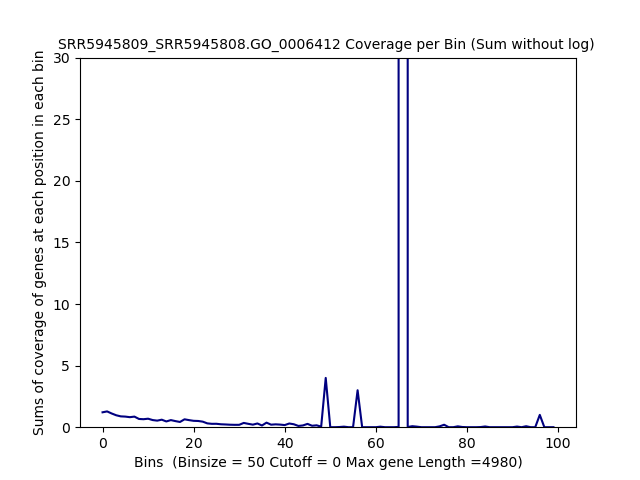 SRR5945809_SRR5945808.GO_0006412 Coverage per Bin (Sum without log)
Sums of coverage of genes at each position in each bin
30
25
20
15
10
5
0
0 20 40 60 80 100
Bins  (Binsize = 50 Cutoff = 0 Max gene Length =4980)